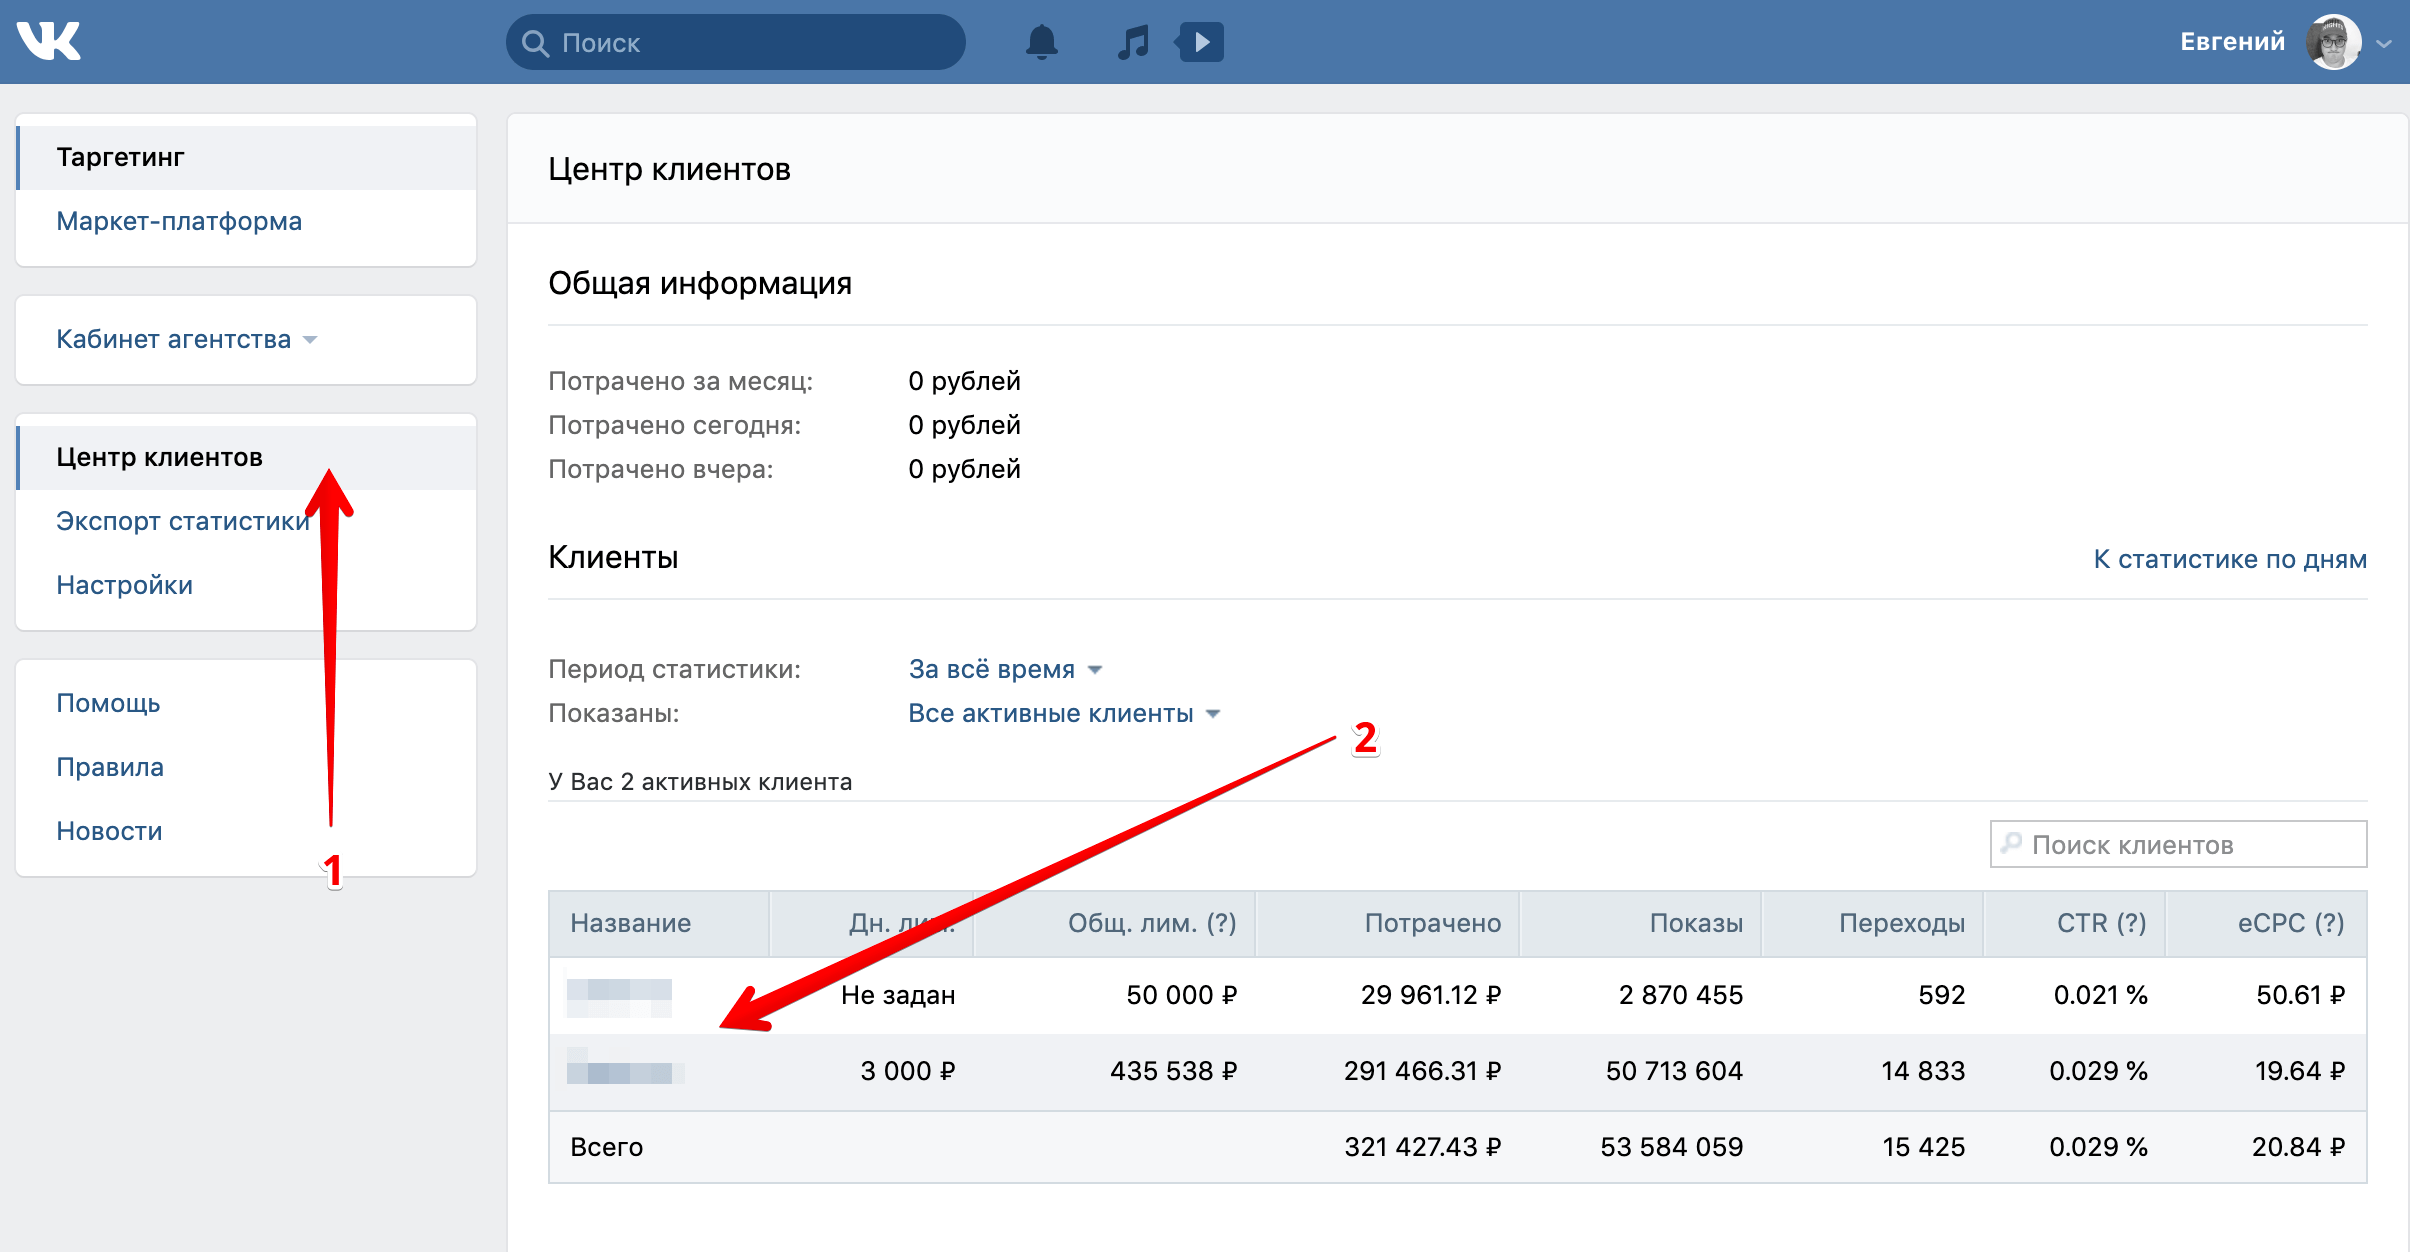 VK
Поиск
Евгений
Таргетинг
Маркет-платформа
Кабинет агентства
Центр клиентов
Экспорт статистики
Настройки
Помощь
Правила
Новости
1
Центр клиентов
Общая информация
Потрачено за месяц: 0 рублей
Потрачено сегодня: 0 рублей
Потрачено вчера: 0 рублей
Клиенты К статистике по дням
Период статистики: За всё время
Показаны: Все активные клиенты
2
У Вас 2 активных клиента
Поиск клиентов
Название Дн. Общ. лим. (?) Потрачено Показы Переходы CTR (?) eCPC (?)
Не задан 50 000 ₽ 29 961.12 ₽ 2 870 455 592 0.021 % 50.61 ₽
3 000 ₽ 435 538 ₽ 291 466.31 ₽ 50 713 604 14 833 0.029 % 19.64 ₽
Всего 321 427.43 ₽ 53 584 059 15 425 0.029 % 20.84 ₽